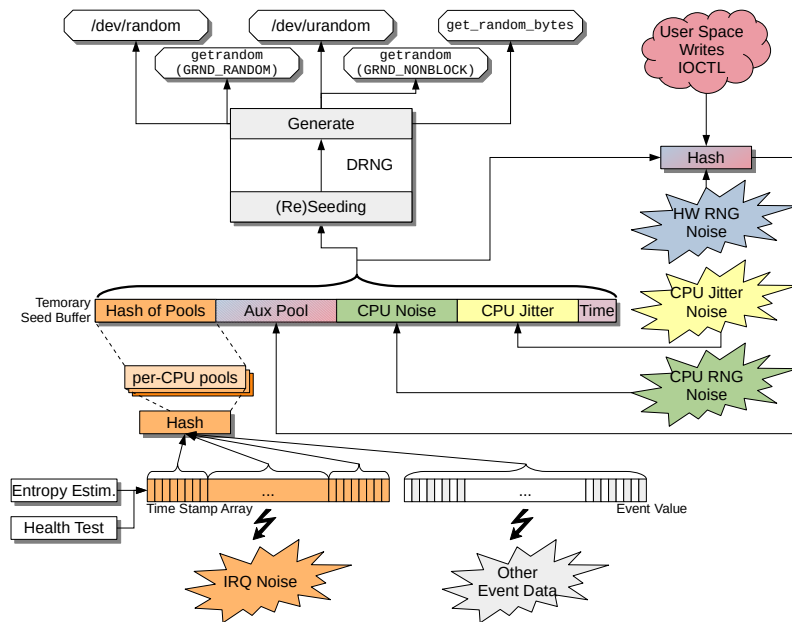 /dev/random
/dev/urandom
get_random_bytes
User Space
Writes
IOCTL
getrandom
(GRND_RANDOM)
getrandom
(GRND_NONBLOCK)
Generate
DRNG
Hash
(Re)Seeding
HW RNG
Noise
Temorary
Seed Buffer
Hash of Pools
Aux Pool
CPU Noise
CPU Jitter
Time
CPU Jitter
Noise
per-CPU pools
CPU RNG
Noise
Hash
Entropy Estim.
...
...
Time Stamp Array
Event Value
Health Test
IRQ Noise
Other
Event Data